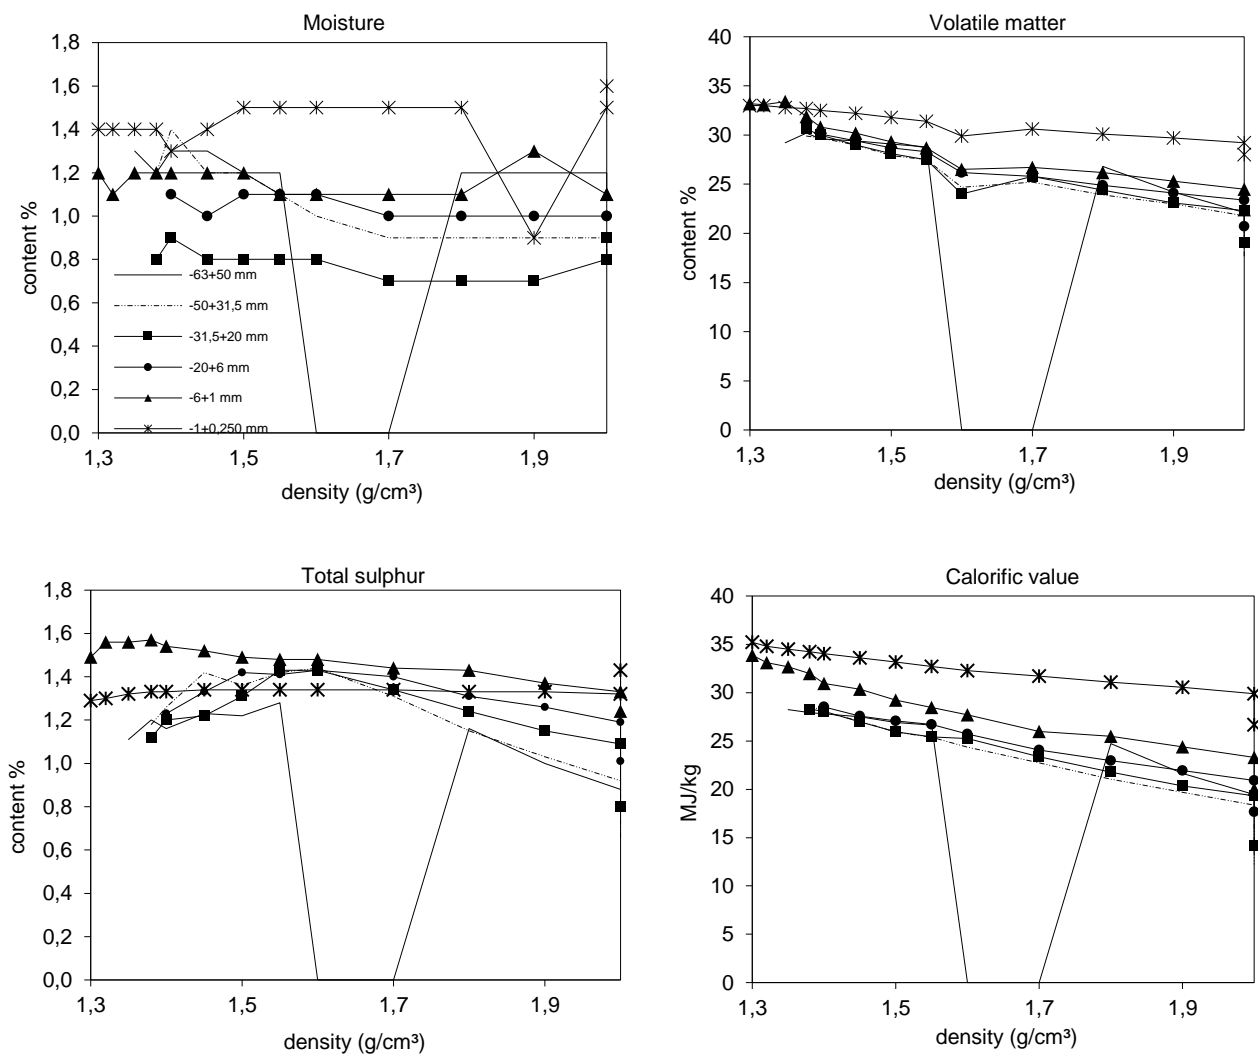 Moisture
1,8
1,6
1,4
1,2
1,0
0,8
0,6
0,4
0,2
0,0
content %
-63+50 mm
-50+31,5 mm
-31,5+20 mm
-20+6 mm
-6+1 mm
-1+0,250 mm
1,3 1,5 1,7 1,9
density (g/cm³)
Volatile matter
40
35
30
25
20
15
10
5
0
content %
1,3 1,5 1,7 1,9
density (g/cm³)
Total sulphur
1,8
1,6
1,4
1,2
1,0
0,8
0,6
0,4
0,2
0,0
content %
1,3 1,5 1,7 1,9
density (g/cm³)
Calorific value
40
35
30
25
20
15
10
5
0
MJ/kg
1,3 1,5 1,7 1,9
density (g/cm³)